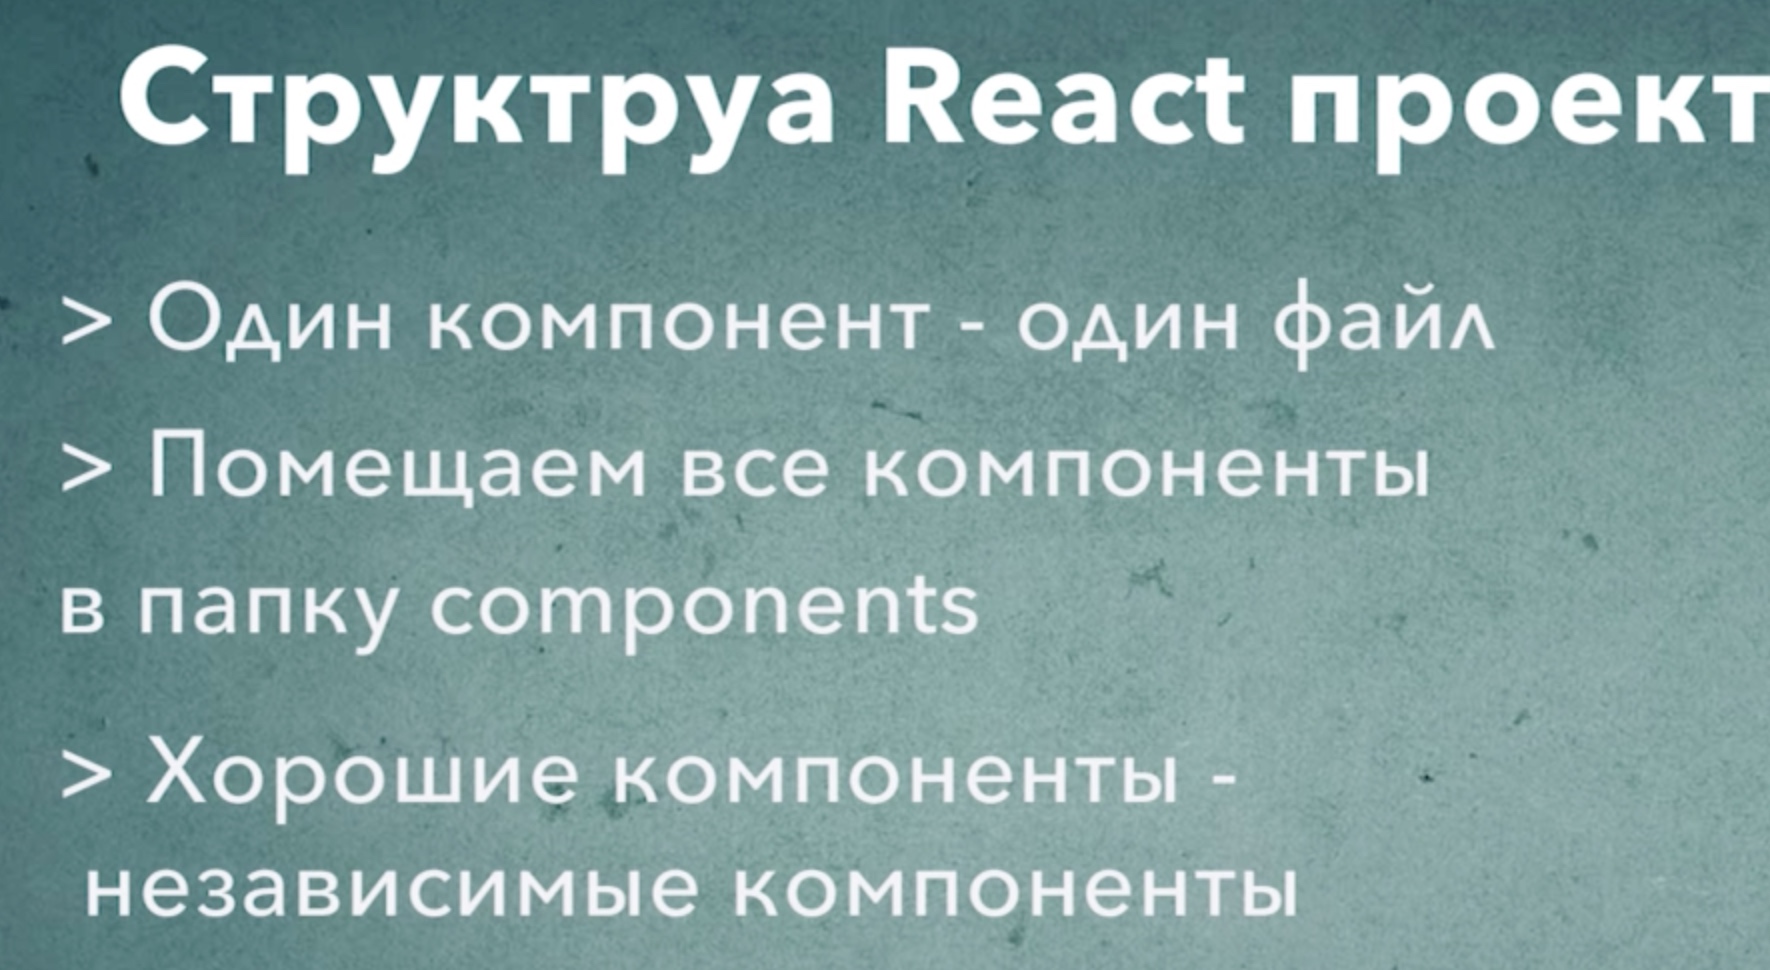 Структруа React проект
> Один компонент - один файл
> Помещаем все компоненты
в папку components
> Хорошие компоненты -
независимые компоненты